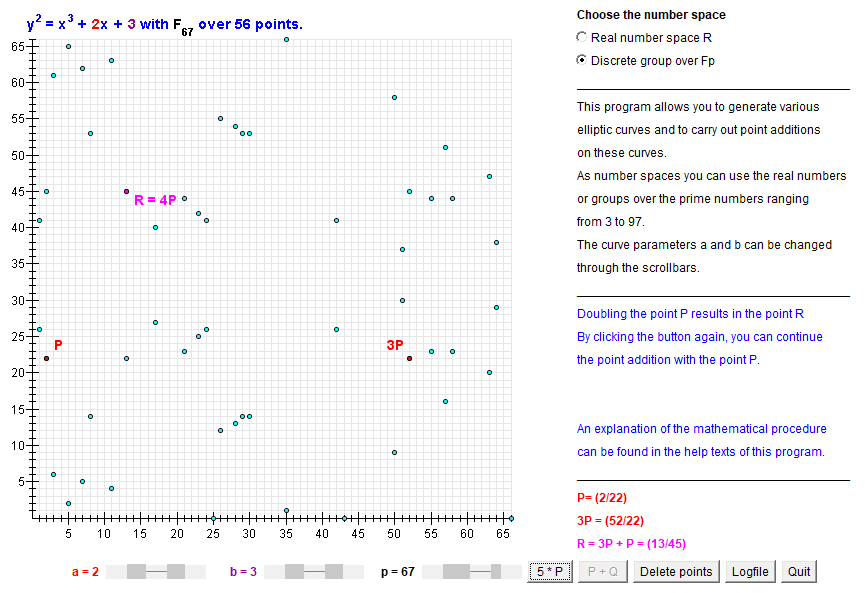 y² = x³ + 2x + 3 with F₆₇ over 56 points.
65
60
55
50
45
40
35
30
25
20
15
10
5
5 10 15 20 25 30 35 40 45 50 55 60 65
R = 4P
P
3P
Choose the number space
Real number space R
Discrete group over Fp
This program allows you to generate various
elliptic curves and to carry out point additions
on these curves.
As number spaces you can use the real numbers
or groups over the prime numbers ranging
from 3 to 97.
The curve parameters a and b can be changed
through the scrollbars.
Doubling the point P results in the point R
By clicking the button again, you can continue
the point addition with the point P.
An explanation of the mathematical procedure
can be found in the help texts of this program.
P= (2/22)
3P = (52/22)
R = 3P + P = (13/45)
a = 2 b = 3 p = 67 5 * P P + Q Delete points Logfile Quit